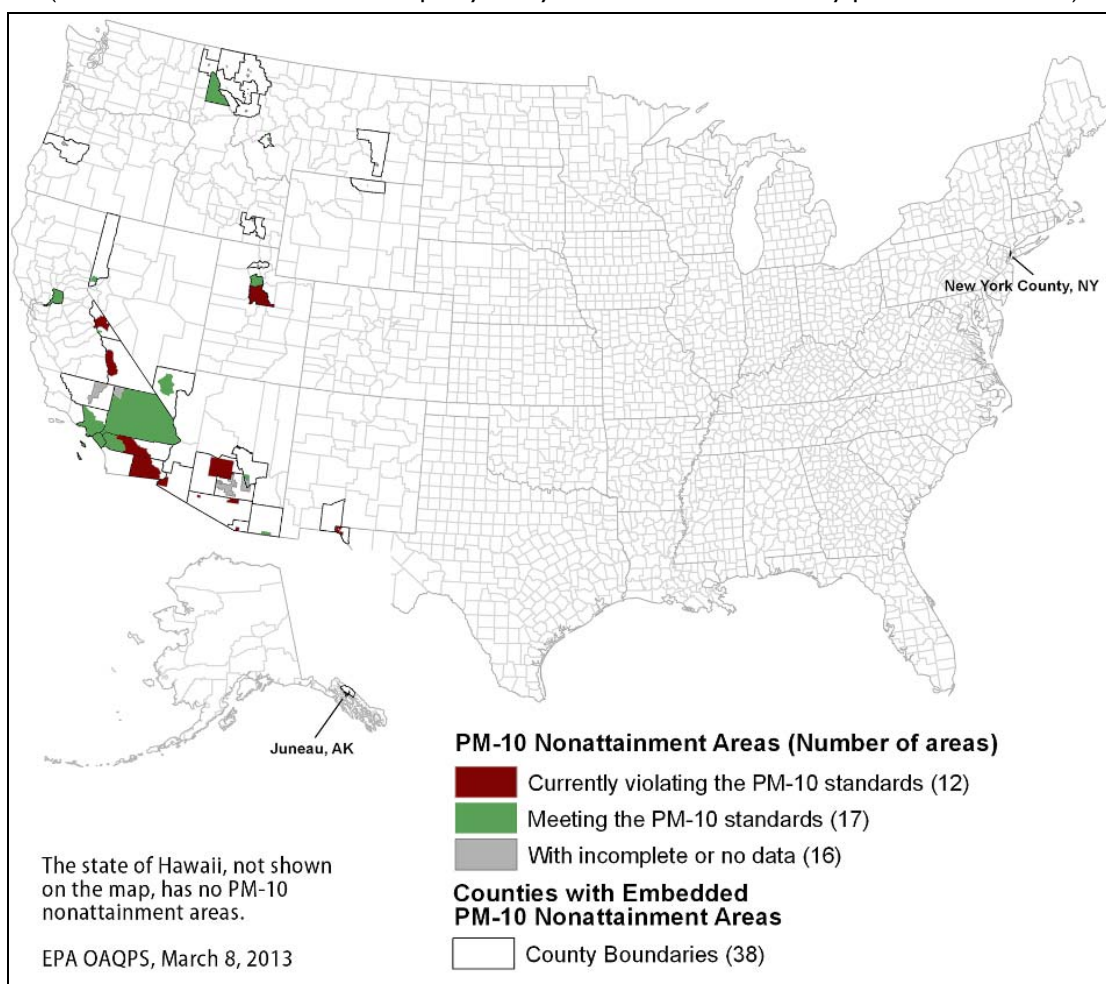 New York County, NY
Juneau, AK
PM-10 Nonattainment Areas (Number of areas)
Currently violating the PM-10 standards (12)
Meeting the PM-10 standards (17)
With incomplete or no data (16)
Counties with Embedded
PM-10 Nonattainment Areas
County Boundaries (38)
The state of Hawaii, not shown
on the map, has no PM-10
nonattainment areas.
EPA OAQPS, March 8, 2013